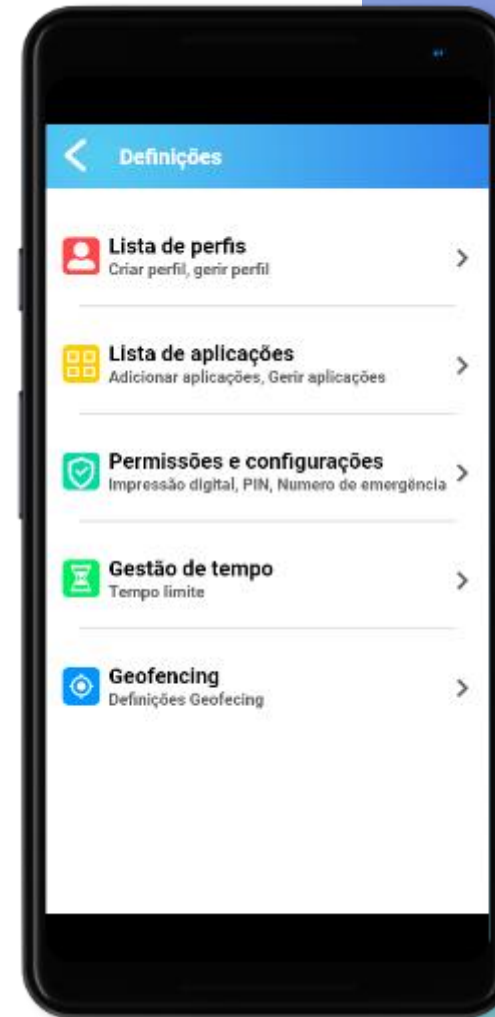 Definições
Lista de perfis
Criar perfil, gerir perfil
Lista de aplicações
Adicionar aplicações, Gerir aplicações
Permissões e configurações
Impressão digital, PIN, Numero de emergência
Gestão de tempo
Tempo limite
Geofencing
Definições Geofecing